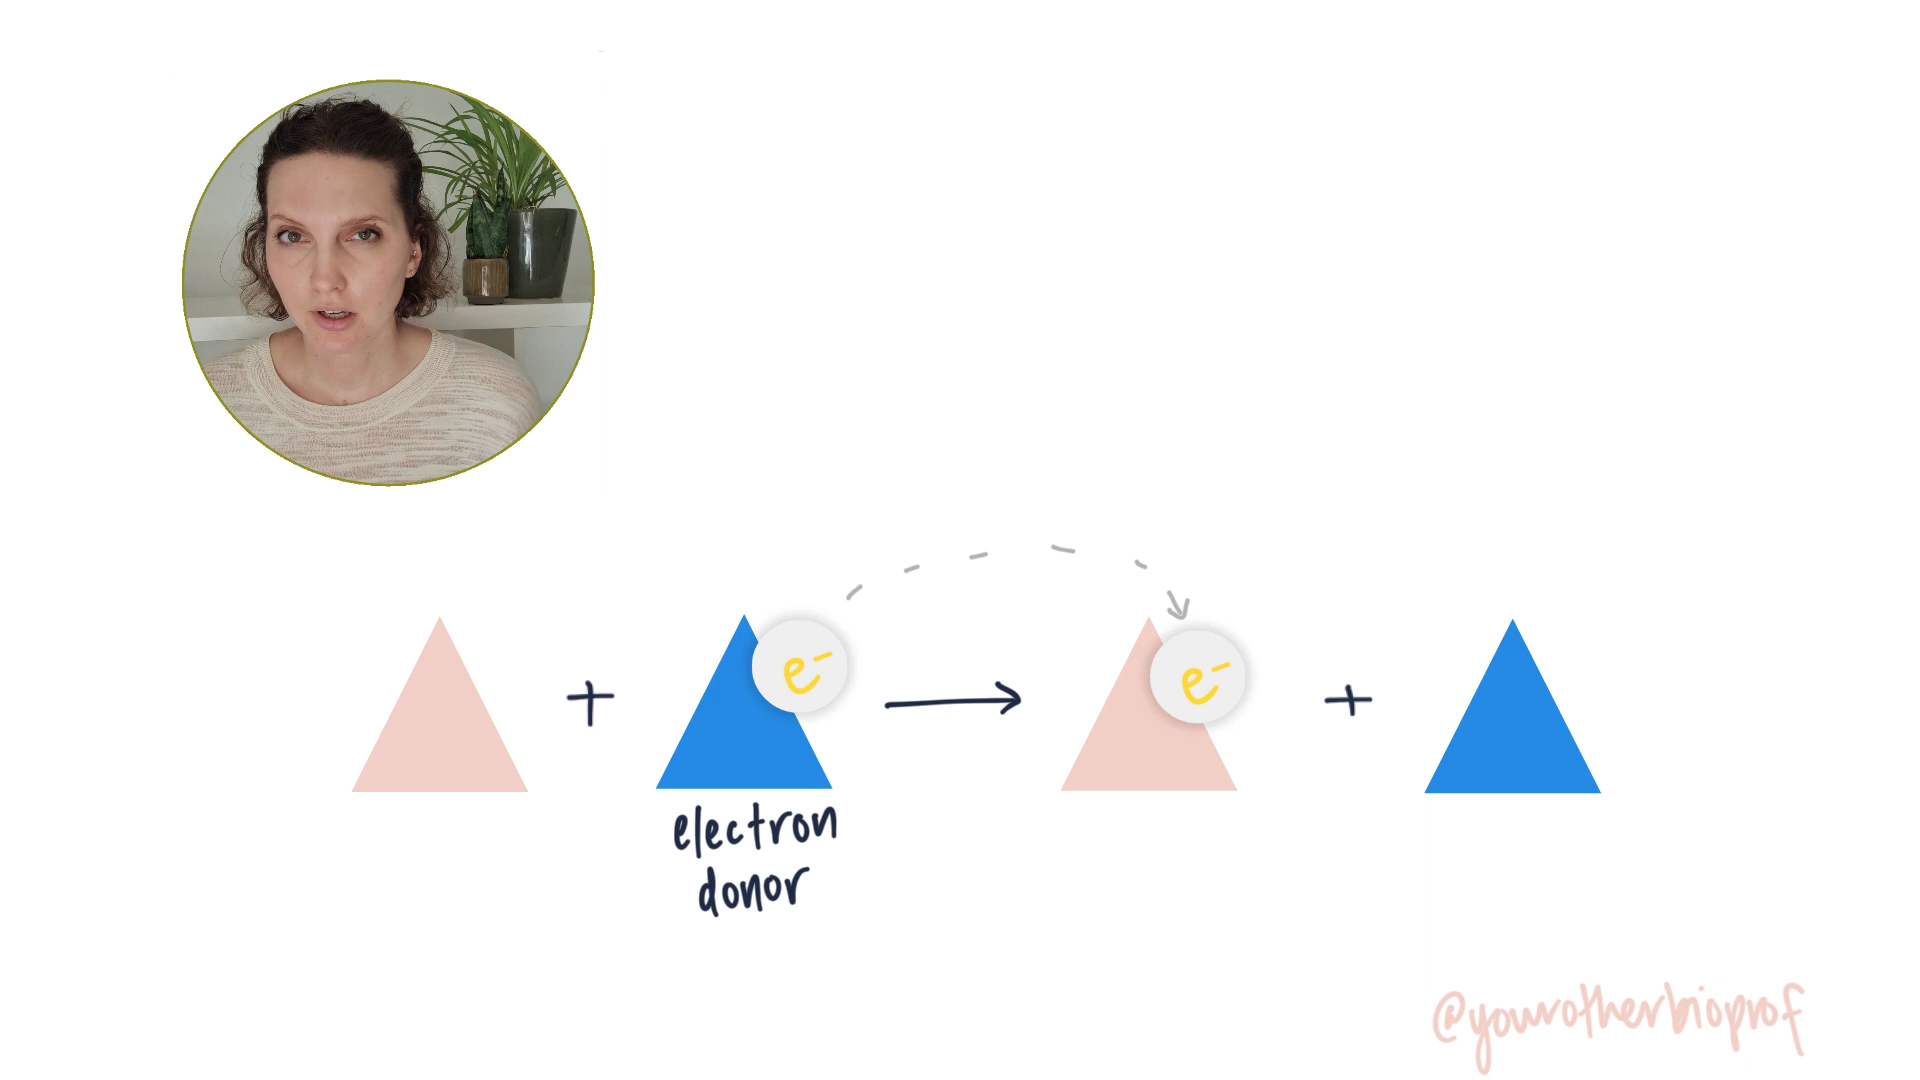 + e⁻ → e⁻ +
electron
donor
@yourotherbioprof